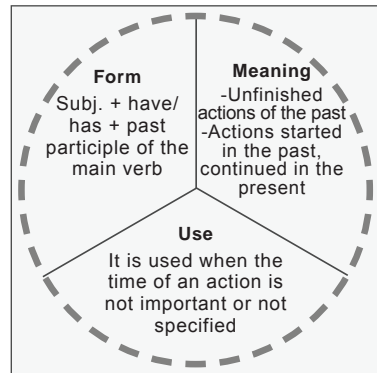 Form
Subj. + have/
has + past
participle of the
main verb
Meaning
-Unfinished
actions of the past
-Actions started
in the past,
continued in the
present
Use
It is used when the
time of an action is
not important or not
specified